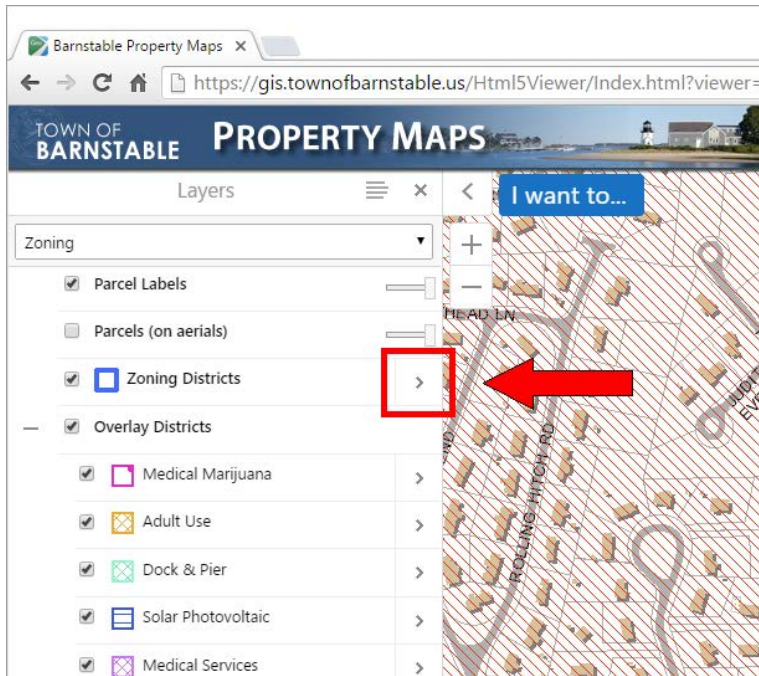 Barnstable Property Maps
https://gis.townofbarnstable.us/Html5Viewer/Index.html?viewer=
TOWN OF
BARNSTABLE
PROPERTY MAPS
Layers
I want to...
Zoning
Parcel Labels
Parcels (on aerials)
Zoning Districts
Overlay Districts
Medical Marijuana
Adult Use
Dock & Pier
Solar Photovoltaic
Medical Services
HEAD LN
ROLLING HITCH RD